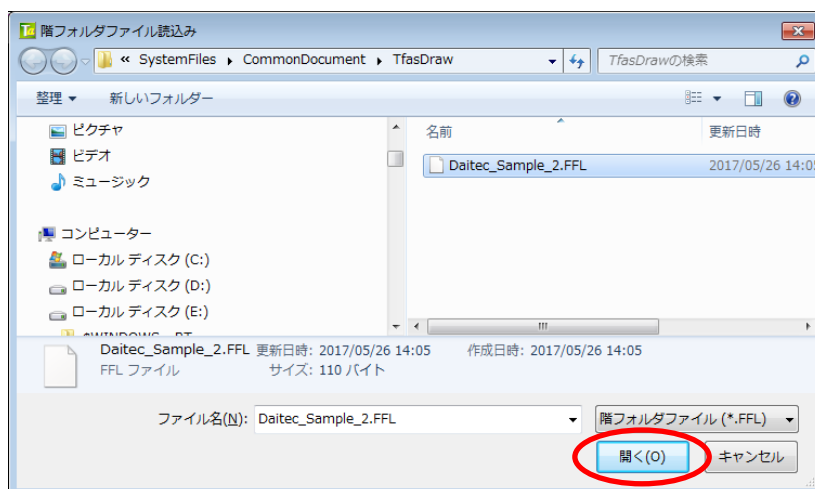 階フォルダファイル読込み
« SystemFiles ▸ CommonDocument ▸ TfasDraw
TfasDrawの検索
整理 ▼ 新しいフォルダー
ピクチャ
ビデオ
ミュージック
コンピューター
ローカル ディスク (C:)
ローカル ディスク (D:)
ローカル ディスク (E:)
名前 更新日時
Daitec_Sample_2.FFL 2017/05/26 14:0
Daitec_Sample_2.FFL 更新日時: 2017/05/26 14:05 作成日時: 2017/05/26 14:05
FFL ファイル サイズ: 110 バイト
ファイル名(N): Daitec_Sample_2.FFL 階フォルダファイル (*.FFL)
開く(O) キャンセル